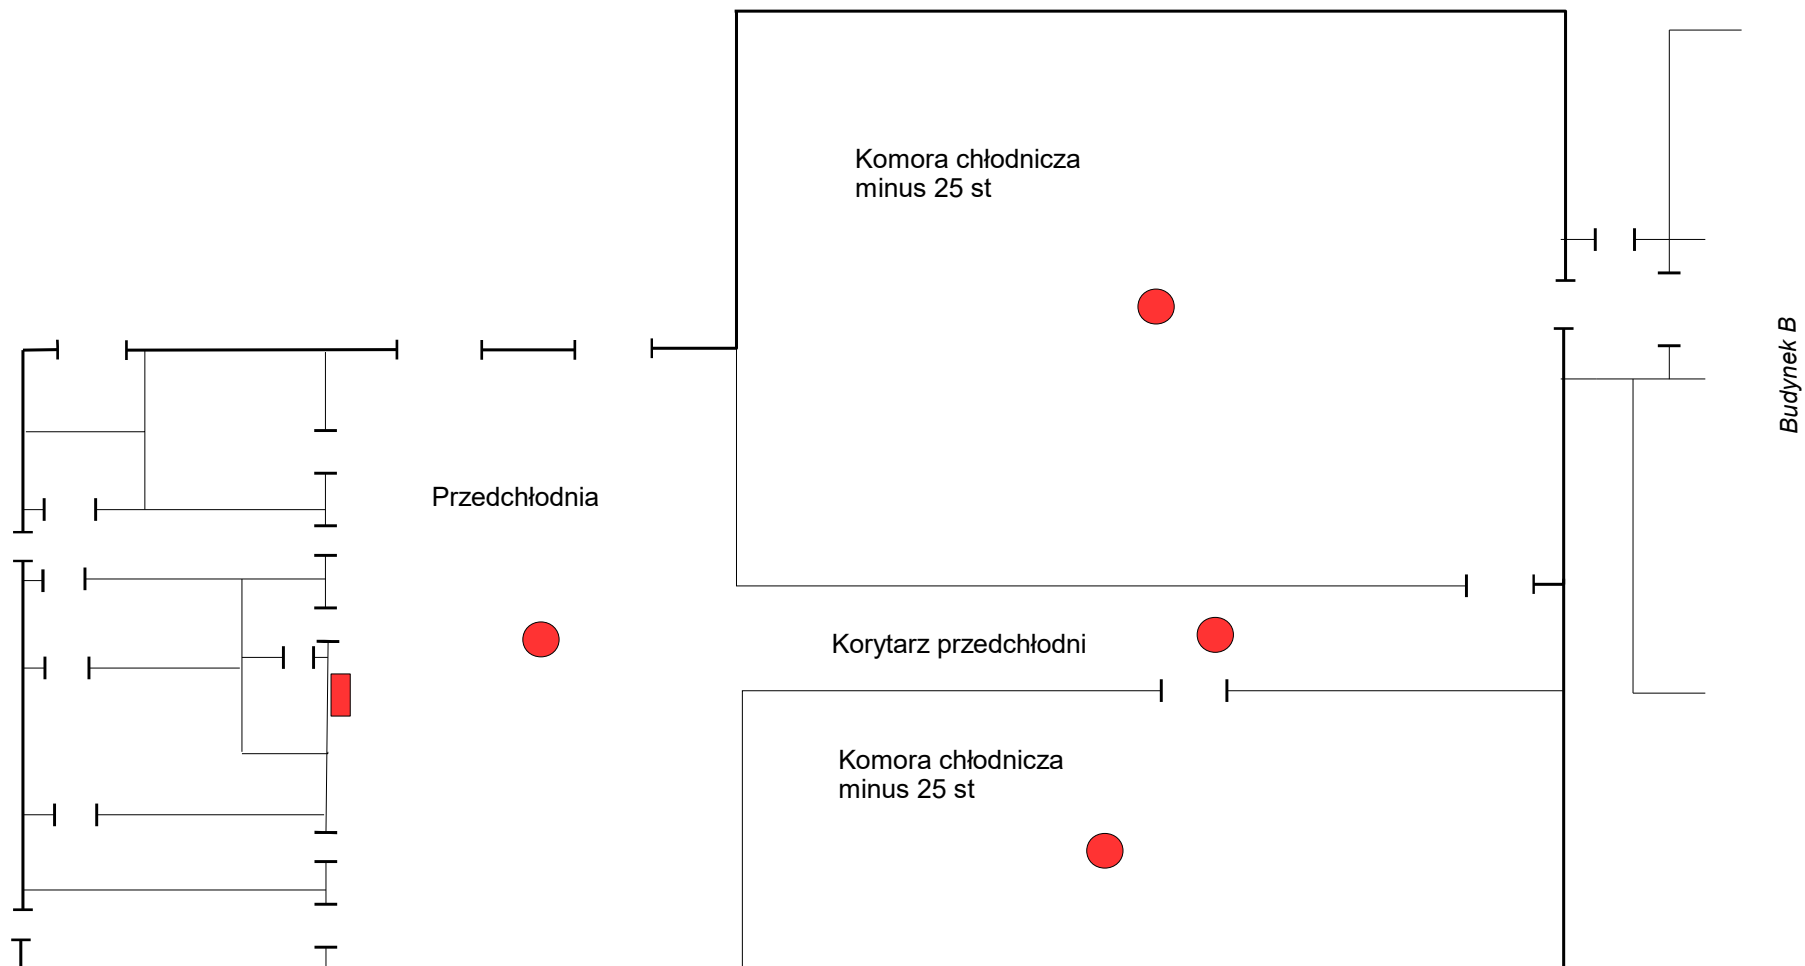 Komora chłodnicza
minus 25 st
Budynek B
Przedchłodnia
Korytarz przedchłodni
Komora chłodnicza
minus 25 st